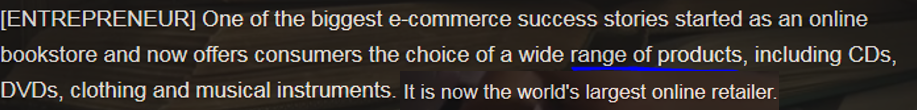 [ENTREPRENEUR] One of the biggest e-commerce success stories started as an online
bookstore and now offers consumers the choice of a wide range of products, including CDs,
DVDs, clothing and musical instruments. It is now the world's largest online retailer.